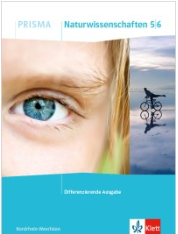 PRISMA
Naturwissenschaften 5|6
Differenzierende Ausgabe
Nordrhein-Westfalen
Klett